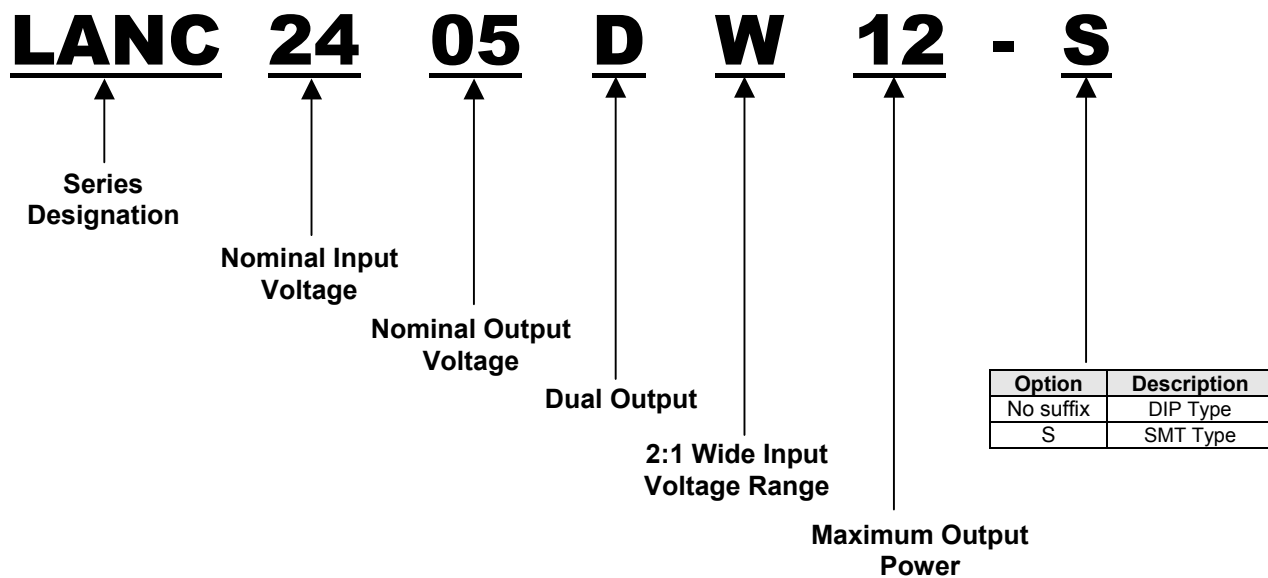 LANC 24 05 D W 12 - S
Series
Designation
Nominal Input
Voltage
Nominal Output
Voltage
Dual Output
2:1 Wide Input
Voltage Range
Maximum Output
Power
Option Description
No suffix DIP Type
S SMT Type